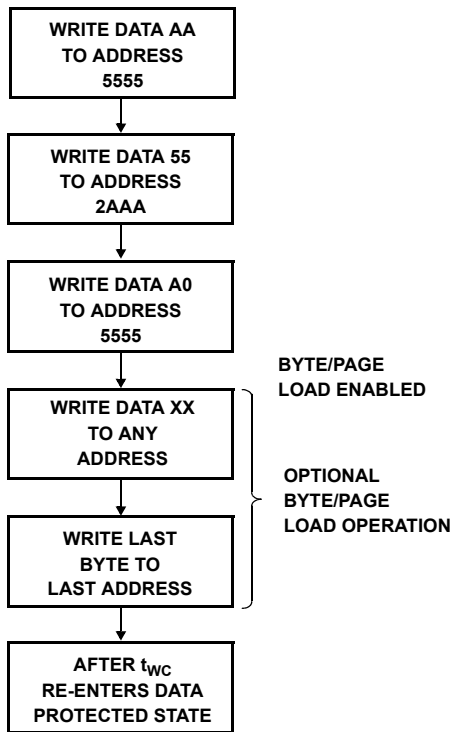 WRITE DATA AA
TO ADDRESS
5555
WRITE DATA 55
TO ADDRESS
2AAA
WRITE DATA A0
TO ADDRESS
5555
BYTE/PAGE
LOAD ENABLED
WRITE DATA XX
TO ANY
ADDRESS
OPTIONAL
BYTE/PAGE
LOAD OPERATION
WRITE LAST
BYTE TO
LAST ADDRESS
AFTER tWC
RE-ENTERS DATA
PROTECTED STATE